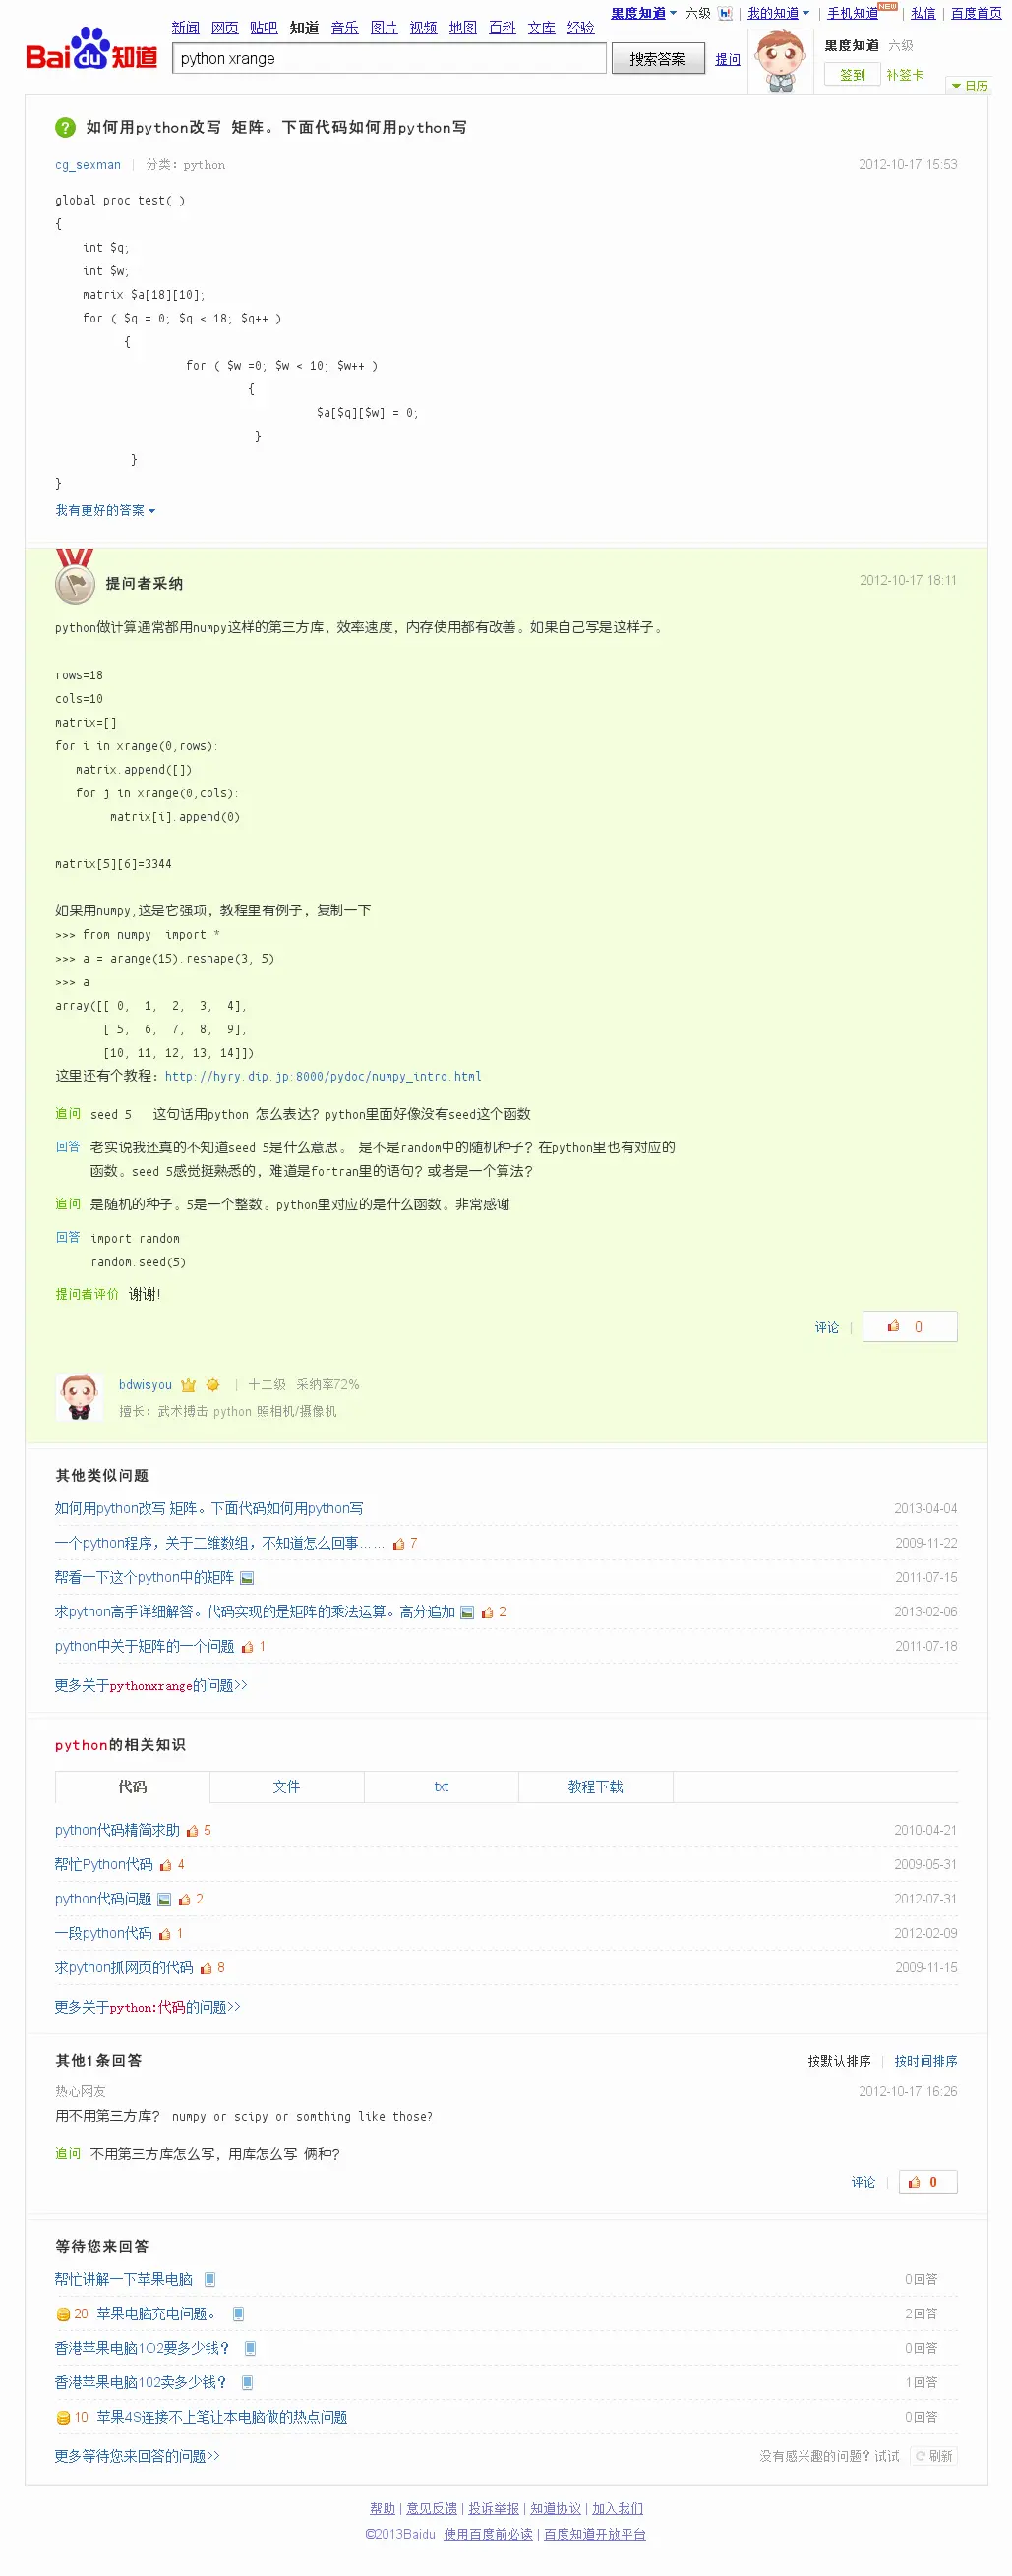 黑度知道 六级 | 我的知道 | 手机知道 NEW | 私信 | 百度首页
Bai du 知道
新闻 网页 贴吧 知道 音乐 图片 视频 地图 百科 文库 经验
python xrange 搜索答案 提问
黑度知道 六级
签到 补签卡
日历
如何用python改写 矩阵。下面代码如何用python写
cg_sexman | 分类：python 2012-10-17 15:53
global proc test( )
{
int $q;
int $w;
matrix $a[18][10];
for ( $q = 0; $q < 18; $q++ )
{
for ( $w =0; $w < 10; $w++ )
{
$a[$q][$w] = 0;
}
}
}
我有更好的答案
提问者采纳 2012-10-17 18:11
python做计算通常都用numpy这样的第三方库，效率速度，内存使用都有改善。如果自己写是这样子。
rows=18
cols=10
matrix=[]
for i in xrange(0,rows):
matrix.append([])
for j in xrange(0,cols):
matrix[i].append(0)
matrix[5][6]=3344
如果用numpy,这是它强项，教程里有例子，复制一下
>>> from numpy  import *
>>> a = arange(15).reshape(3, 5)
>>> a
array([[ 0,  1,  2,  3,  4],
[ 5,  6,  7,  8,  9],
[10, 11, 12, 13, 14]])
这里还有个教程：http://hyry.dip.jp:8000/pydoc/numpy_intro.html
追问 seed 5   这句话用python 怎么表达？python里面好像没有seed这个函数
回答 老实说我还真的不知道seed 5是什么意思。 是不是random中的随机种子？在python里也有对应的
函数。seed 5感觉挺熟悉的，难道是fortran里的语句？或者是一个算法？
追问 是随机的种子。5是一个整数。python里对应的是什么函数。非常感谢
回答 import random
random.seed(5)
提问者评价 谢谢!
评论 | 0
bdwisyou | 十二级 采纳率72%
擅长：武术搏击 python 照相机/摄像机
其他类似问题
如何用python改写 矩阵。下面代码如何用python写 2013-04-04
一个python程序，关于二维数组，不知道怎么回事…… 7 2009-11-22
帮看一下这个python中的矩阵 2011-07-15
求python高手详细解答。代码实现的是矩阵的乘法运算。高分追加 2 2013-02-06
python中关于矩阵的一个问题 1 2011-07-18
更多关于pythonxrange的问题>>
python的相关知识
代码 文件 txt 教程下载
python代码精简求助 5 2010-04-21
帮忙Python代码 4 2009-05-31
python代码问题 2 2012-07-31
一段python代码 1 2012-02-09
求python抓网页的代码 8 2009-11-15
更多关于python:代码的问题>>
其他1条回答 按默认排序 | 按时间排序
热心网友 2012-10-17 16:26
用不用第三方库？ numpy or scipy or somthing like those?
追问 不用第三方库怎么写，用库怎么写 俩种？
评论 | 0
等待您来回答
帮忙讲解一下苹果电脑 0回答
20 苹果电脑充电问题。 2回答
香港苹果电脑1O2要多少钱？ 0回答
香港苹果电脑102卖多少钱？ 1回答
10 苹果4S连接不上笔让本电脑做的热点问题 0回答
更多等待您来回答的问题>> 没有感兴趣的问题？试试 刷新
帮助 | 意见反馈 | 投诉举报 | 知道协议 | 加入我们
©2013Baidu 使用百度前必读 | 百度知道开放平台